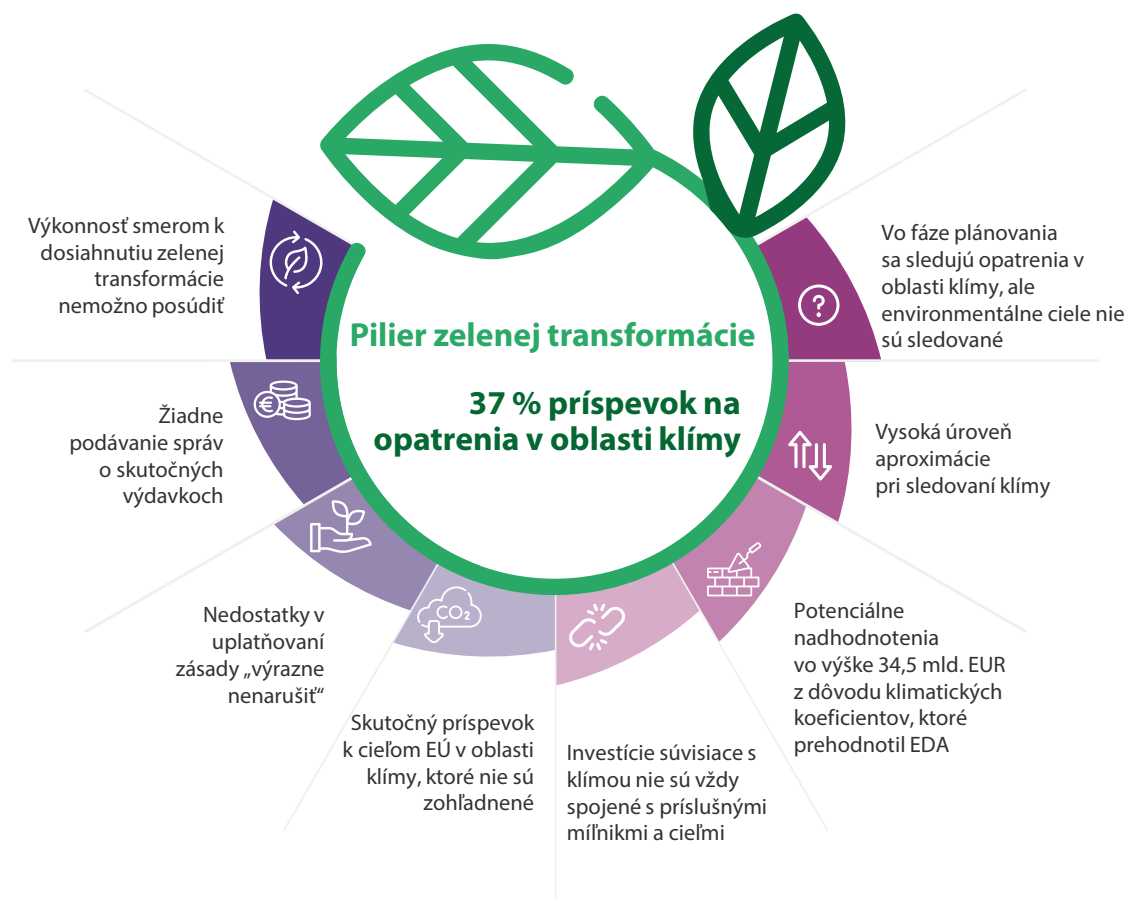 Pilier zelenej transformácie
37 % príspevok na
opatrenia v oblasti klímy
Vo fáze plánovania
sa sledujú opatrenia v
oblasti klímy, ale
environmentálne ciele nie
sú sledované
Vysoká úroveň
aproximácie
pri sledovaní klímy
Potenciálne
nadhodnotenia
vo výške 34,5 mld. EUR
z dôvodu klimatických
koeficientov, ktoré
prehodnotil EDA
Investície súvisiace s
klímou nie sú vždy
spojené s príslušnými
míľnikmi a cieľmi
Skutočný príspevok
k cieľom EÚ v oblasti
klímy, ktoré nie sú
zohľadnené
CO₂
Nedostatky v
uplatňovaní
zásady „výrazne
nenarušiť“
Žiadne
podávanie správ
o skutočných
výdavkoch
€
Výkonnosť smerom k
dosiahnutiu zelenej
transformácie
nemožno posúdiť
?